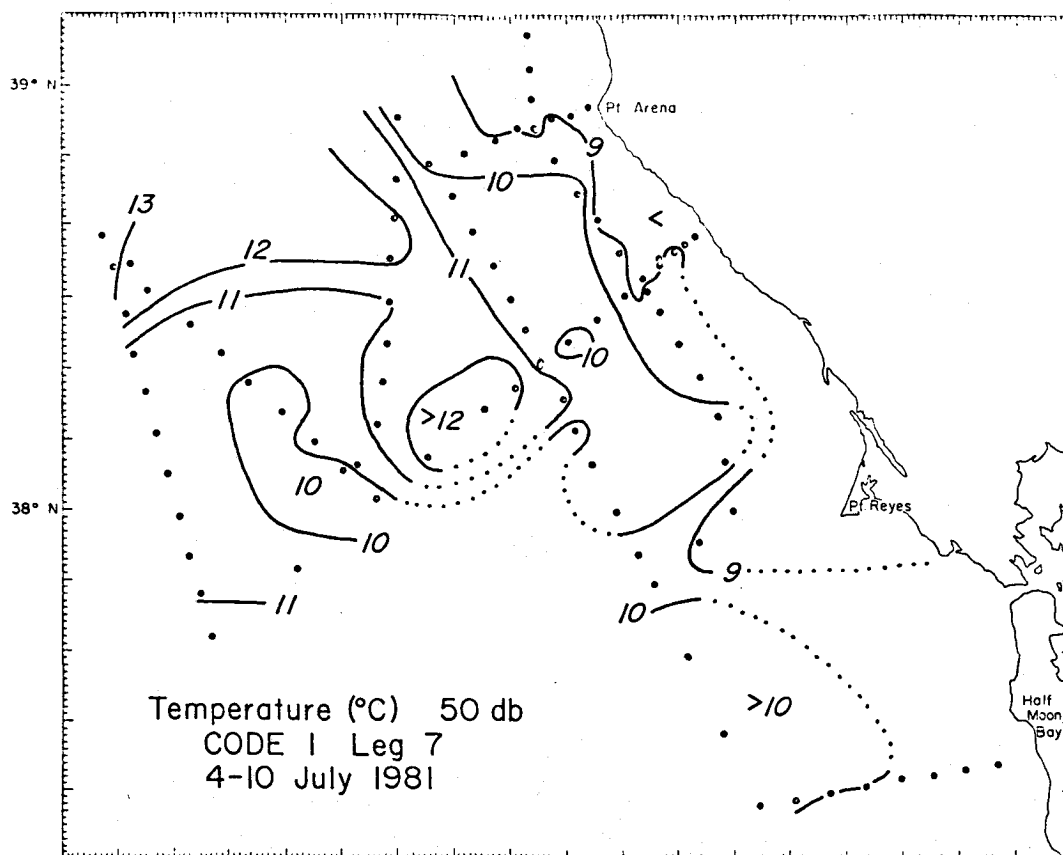 39° N
Pt. Arena
9
10
<
13
12
11
11
10
>12
10
38° N
Pt. Reyes
10
9
10
11
>10
Temperature (°C) 50 db
CODE 1 Leg 7
4-10 July 1981
Half
Moon
Bay